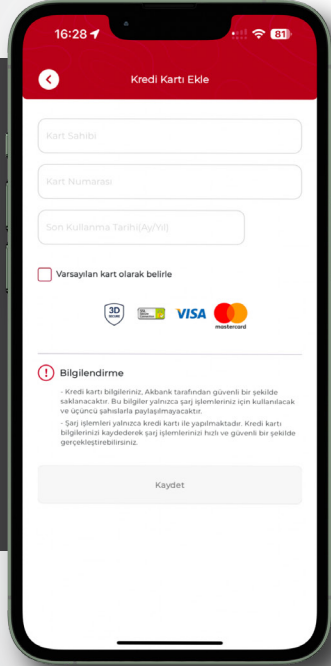 16:28
81
Kredi Kartı Ekle
Kart Sahibi
Kart Numarası
Son Kullanma Tarihi(Ay/Yıl)
Varsayılan kart olarak belirle
3D
VISA
mastercard
Bilgilendirme
- Kredi kartı bilgileriniz, Akbank tarafından güvenli bir şekilde
saklanacaktır. Bu bilgiler yalnızca şarj işlemleriniz için kullanılacak
ve üçüncü şahıslarla paylaşılmayacaktır.
- Şarj işlemleri yalnızca kredi kartı ile yapılmaktadır. Kredi kartı
bilgilerinizi kaydederek şarj işlemlerinizi hızlı ve güvenli bir şekilde
gerçekleştirebilirsiniz.
Kaydet